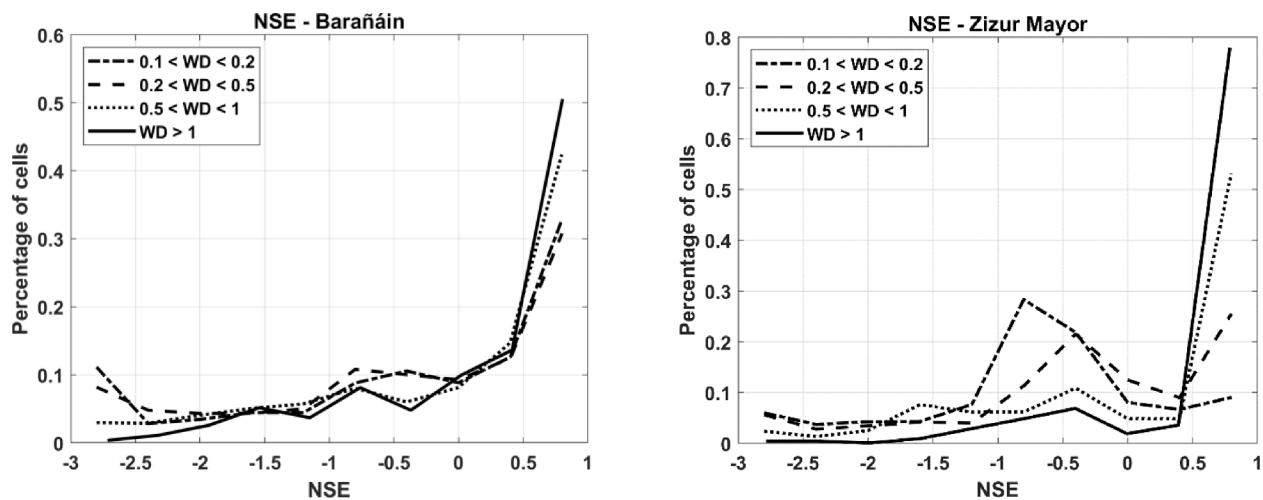 NSE - Barañáin
0.6
0.5
0.4
0.3
0.2
0.1
0
Percentage of cells
0.1 < WD < 0.2
0.2 < WD < 0.5
0.5 < WD < 1
WD > 1
-3 -2.5 -2 -1.5 -1 -0.5 0 0.5 1
NSE
NSE - Zizur Mayor
0.8
0.7
0.6
0.5
0.4
0.3
0.2
0.1
0
Percentage of cells
0.1 < WD < 0.2
0.2 < WD < 0.5
0.5 < WD < 1
WD > 1
-3 -2.5 -2 -1.5 -1 -0.5 0 0.5 1
NSE